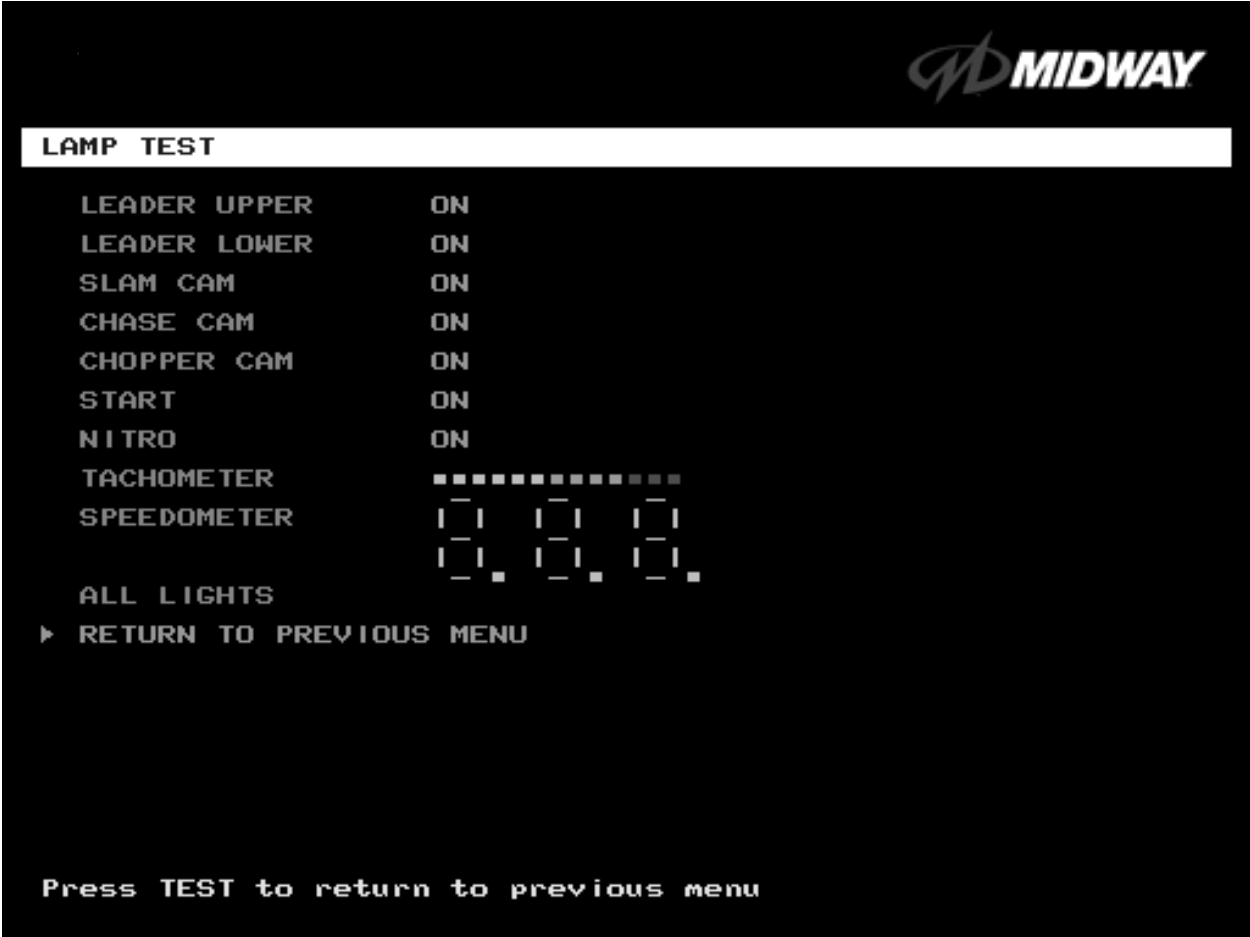 MIDWAY
LAMP TEST
LEADER UPPER ON
LEADER LOWER ON
SLAM CAM ON
CHASE CAM ON
CHOPPER CAM ON
START ON
NITRO ON
TACHOMETER
SPEEDOMETER 8.8.8.
ALL LIGHTS
RETURN TO PREVIOUS MENU
Press TEST to return to previous menu